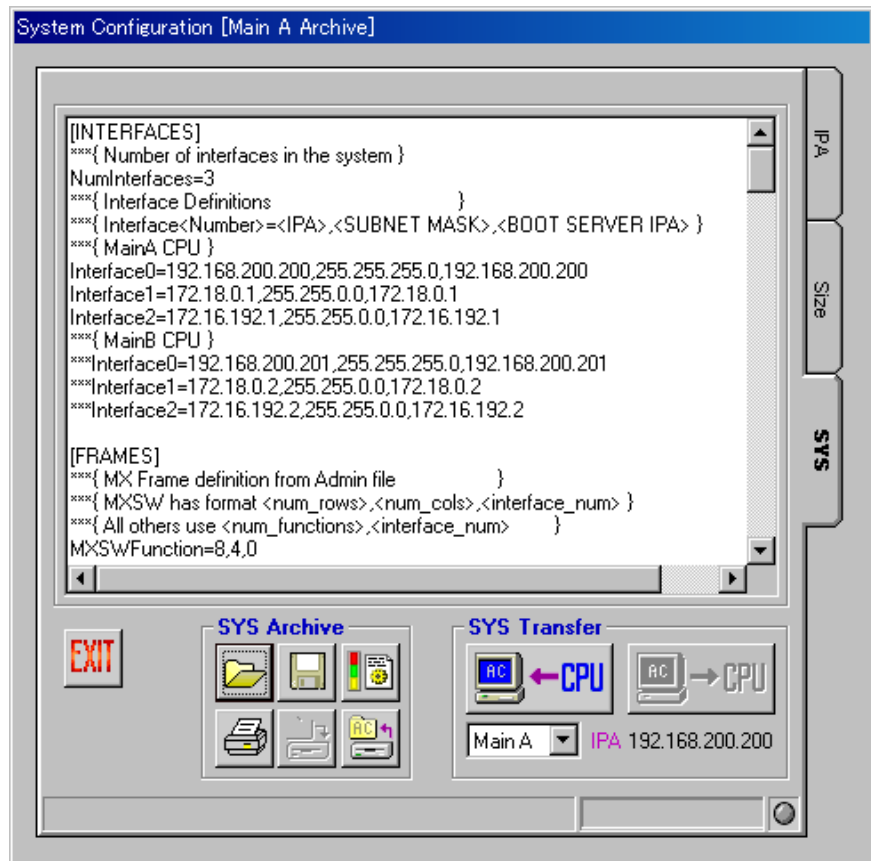 System Configuration [Main A Archive]
[INTERFACES]
***{ Number of interfaces in the system }
NumInterfaces=3
***{ Interface Definitions }
***{ Interface<Number>=<IPA>,<SUBNET MASK>,<BOOT SERVER IPA> }
***{ MainA CPU }
Interface0=192.168.200.200,255.255.255.0,192.168.200.200
Interface1=172.18.0.1,255.255.0.0,172.18.0.1
Interface2=172.16.192.1,255.255.0.0,172.16.192.1
***{ MainB CPU }
***Interface0=192.168.200.201,255.255.255.0,192.168.200.201
***Interface1=172.18.0.2,255.255.0.0,172.18.0.2
***Interface2=172.16.192.2,255.255.0.0,172.16.192.2
[FRAMES]
***{ MX Frame definition from Admin file }
***{ MXSW has format <num_rows>,<num_cols>,<interface_num> }
***{ All others use <num_functions>,<interface_num> }
MXSWFunction=8,4,0
IPA
Size
SYS
EXIT
SYS Archive
AC
SYS Transfer
AC CPU
AC CPU
Main A IPA 192.168.200.200